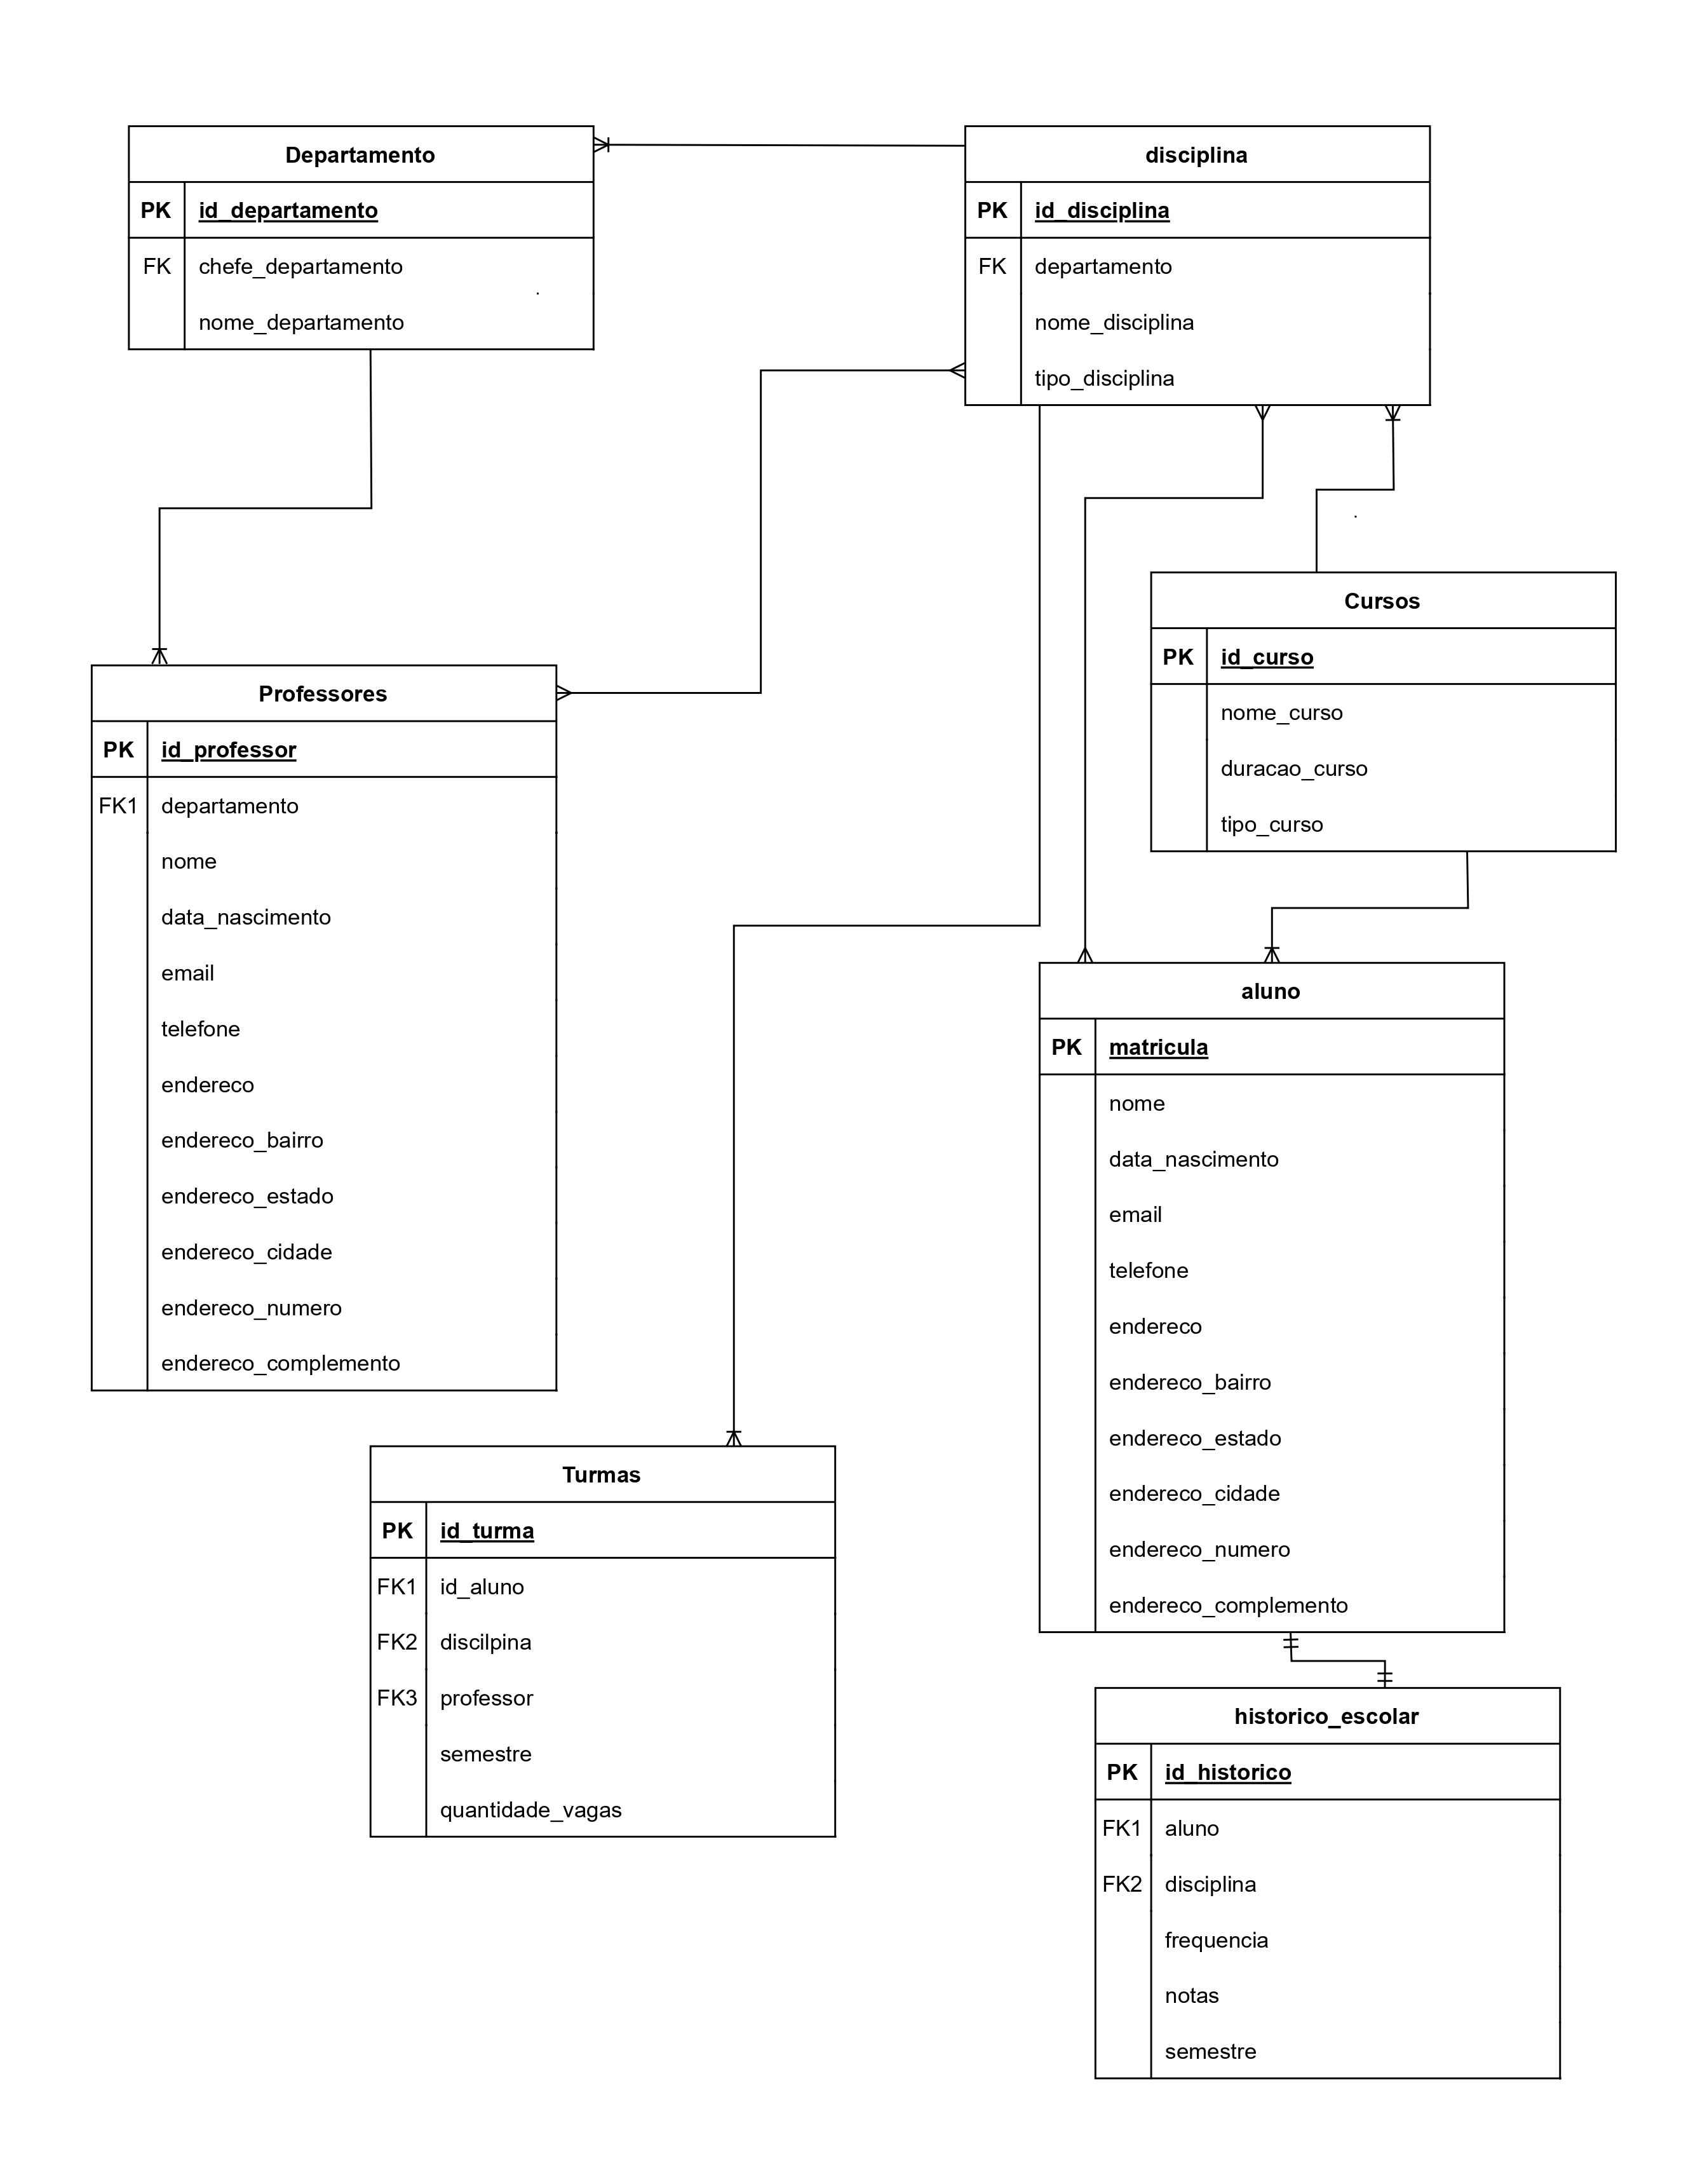 Departamento
PK id_departamento
FK chefe_departamento
nome_departamento
disciplina
PK id_disciplina
FK departamento
nome_disciplina
tipo_disciplina
Cursos
PK id_curso
nome_curso
duracao_curso
tipo_curso
Professores
PK id_professor
FK1 departamento
nome
data_nascimento
email
telefone
endereco
endereco_bairro
endereco_estado
endereco_cidade
endereco_numero
endereco_complemento
aluno
PK matricula
nome
data_nascimento
email
telefone
endereco
endereco_bairro
endereco_estado
endereco_cidade
endereco_numero
endereco_complemento
Turmas
PK id_turma
FK1 id_aluno
FK2 discilpina
FK3 professor
semestre
quantidade_vagas
historico_escolar
PK id_historico
FK1 aluno
FK2 disciplina
frequencia
notas
semestre